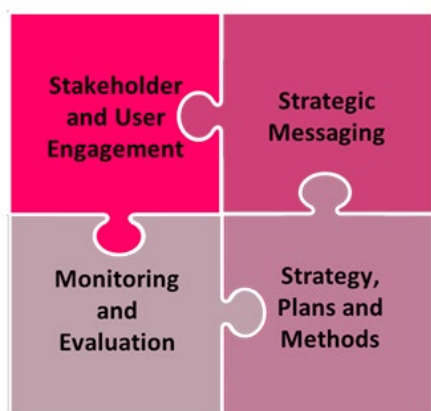 Stakeholder
and User
Engagement
Strategic
Messaging
Monitoring
and
Evaluation
Strategy,
Plans and
Methods